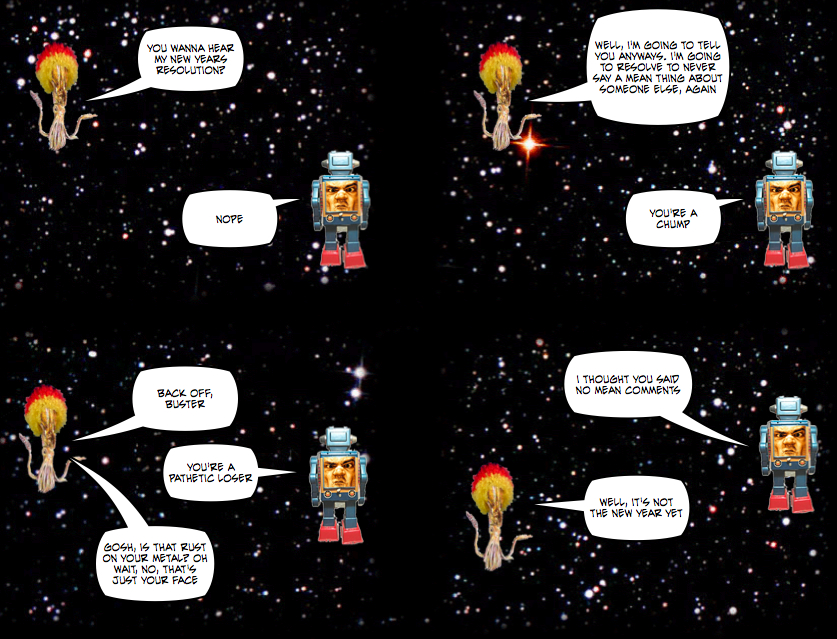 YOU WANNA HEAR
MY NEW YEARS
RESOLUTION?
NOPE
WELL, I'M GOING TO TELL
YOU ANYWAYS. I'M GOING
TO RESOLVE TO NEVER
SAY A MEAN THING ABOUT
SOMEONE ELSE, AGAIN
YOU'RE A
CHUMP
BACK OFF,
BUSTER
YOU'RE A
PATHETIC LOSER
GOSH, IS THAT RUST
ON YOUR METAL? OH
WAIT, NO, THAT'S
JUST YOUR FACE
I THOUGHT YOU SAID
NO MEAN COMMENTS
WELL, IT'S NOT
THE NEW YEAR YET